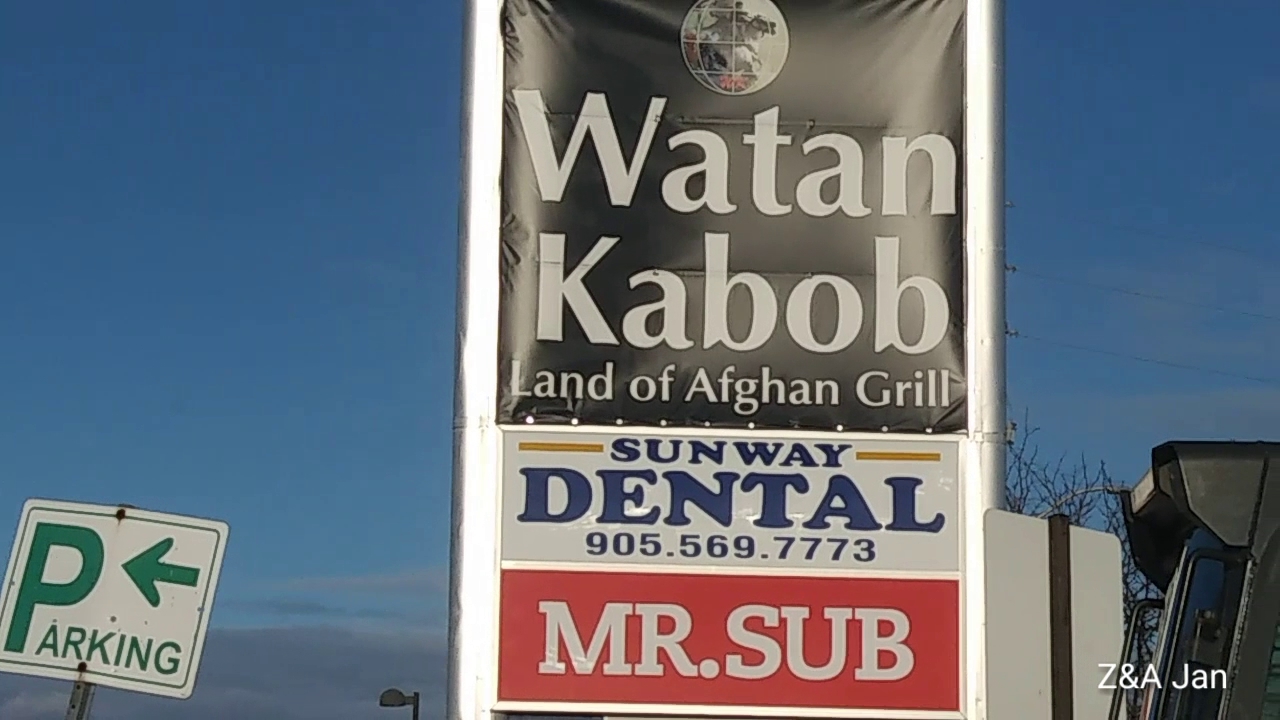 Watan
Kabob
Land of Afghan Grill
SUNWAY
DENTAL
905.569.7773
MR.SUB
P
PARKING
Z&A Jan